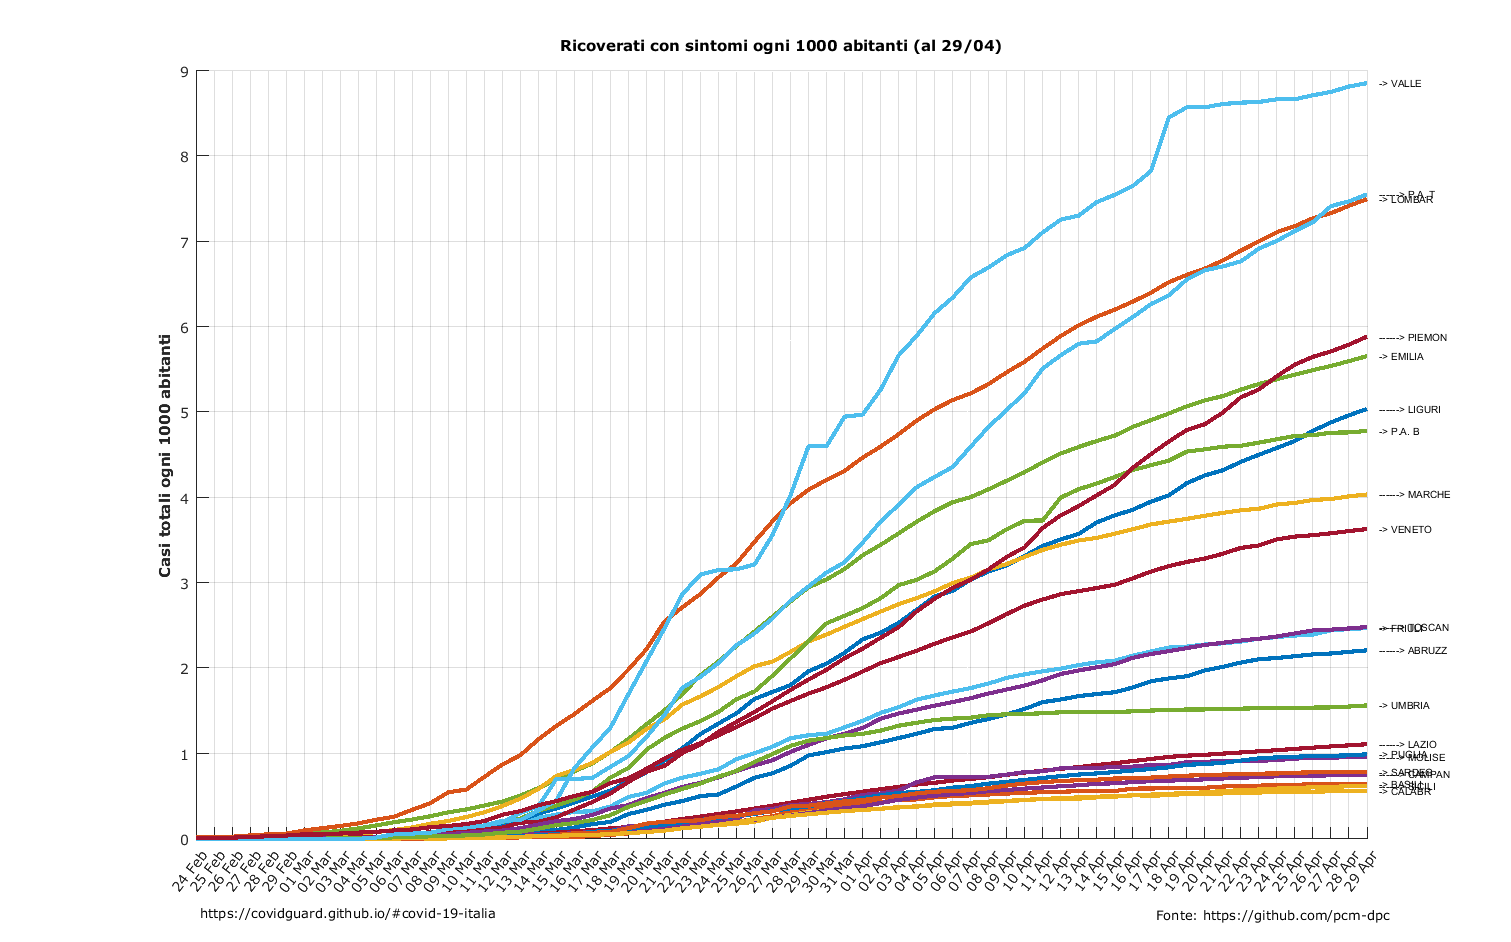 Ricoverati con sintomi ogni 1000 abitanti (al 29/04)
Casi totali ogni 1000 abitanti
9
8
7
6
5
4
3
2
1
0
-> VALLE
------> P.A. T
-> LOMBAR
------> PIEMON
-> EMILIA
------> LIGURI
-> P.A. B
------> MARCHE
-> VENETO
------> TOSCAN
-> FRIULI
------> ABRUZZ
-> UMBRIA
------> LAZIO
-> PUGLIA
------> MOLISE
-> SARDEG
------> CAMPAN
-> BASILI
------> SICILI
-> CALABR
24 Feb
25 Feb
26 Feb
27 Feb
28 Feb
29 Feb
01 Mar
02 Mar
03 Mar
04 Mar
05 Mar
06 Mar
07 Mar
08 Mar
09 Mar
10 Mar
11 Mar
12 Mar
13 Mar
14 Mar
15 Mar
16 Mar
17 Mar
18 Mar
19 Mar
20 Mar
21 Mar
22 Mar
23 Mar
24 Mar
25 Mar
26 Mar
27 Mar
28 Mar
29 Mar
30 Mar
31 Mar
01 Apr
02 Apr
03 Apr
04 Apr
05 Apr
06 Apr
07 Apr
08 Apr
09 Apr
10 Apr
11 Apr
12 Apr
13 Apr
14 Apr
15 Apr
16 Apr
17 Apr
18 Apr
19 Apr
20 Apr
21 Apr
22 Apr
23 Apr
24 Apr
25 Apr
26 Apr
27 Apr
28 Apr
29 Apr
https://covidguard.github.io/#covid-19-italia
Fonte: https://github.com/pcm-dpc